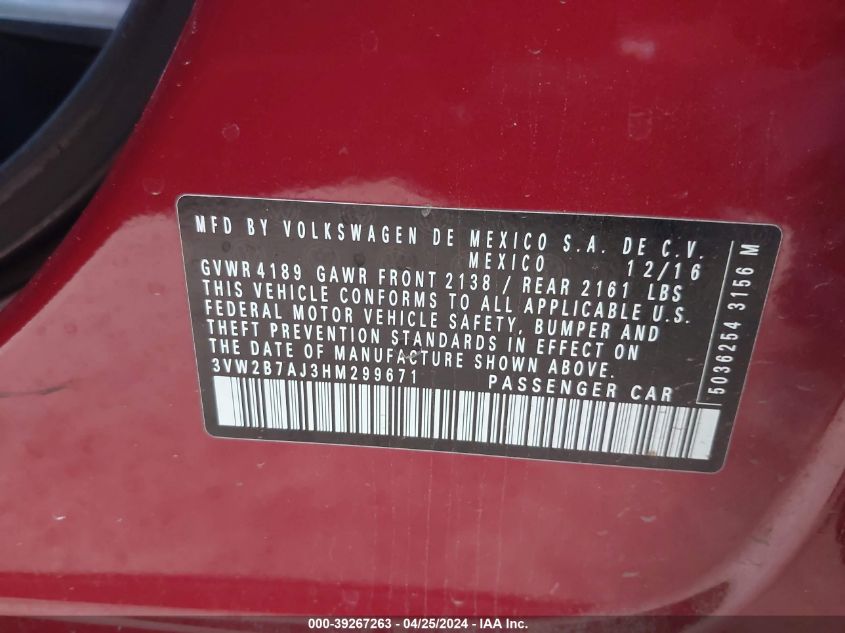 MFD BY VOLKSWAGEN DE MEXICO S.A. DE C.V.
MEXICO 12/16
GVWR 4189 GAWR FRONT 2138 / REAR 2161 LBS
THIS VEHICLE CONFORMS TO ALL APPLICABLE U.S.
FEDERAL MOTOR VEHICLE SAFETY, BUMPER AND
THEFT PREVENTION STANDARDS IN EFFECT ON
THE DATE OF MANUFACTURE SHOWN ABOVE.
3VW2B7AJ3HM299671 PASSENGER CAR
5036254 3156 M
000-39267263 - 04/25/2024 - IAA Inc.